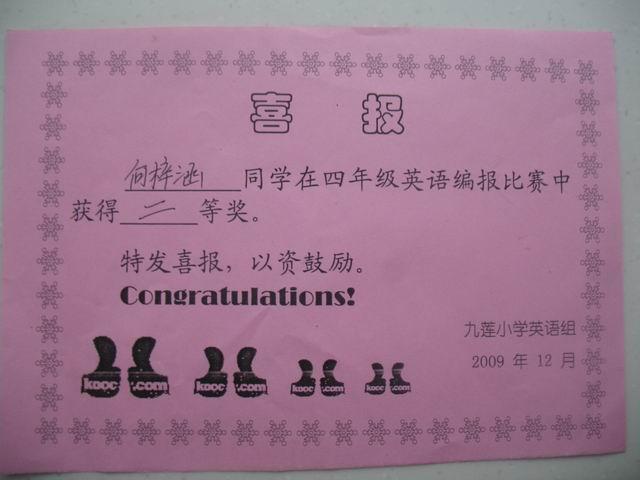 喜报
何梓涵同学在四年级英语编报比赛中
获得二等奖。
特发喜报，以资鼓励。
Congratulations!
九莲小学英语组
2009 年 12 月
kooc .com kooc .com kooc .com kooc .com